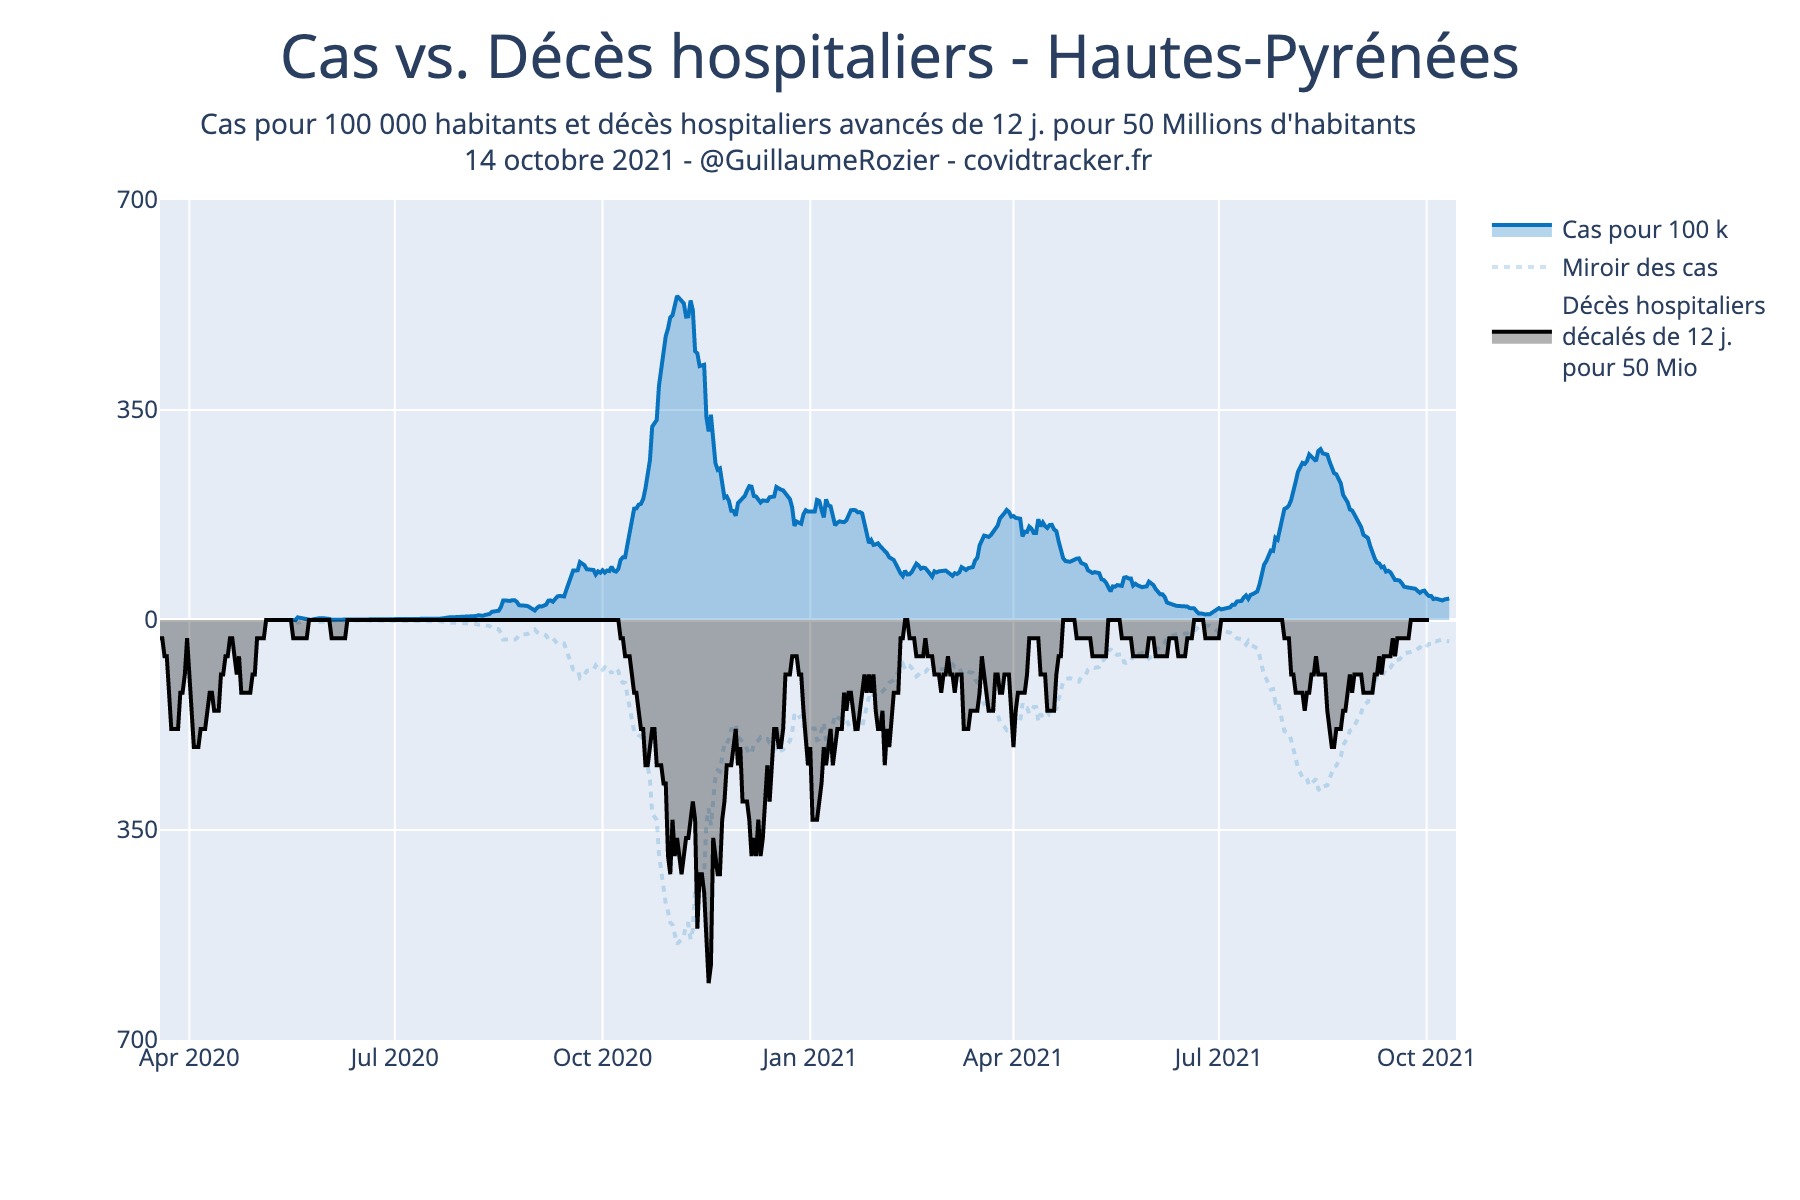 Cas vs. Décès hospitaliers - Hautes-Pyrénées
Cas pour 100 000 habitants et décès hospitaliers avancés de 12 j. pour 50 Millions d'habitants
14 octobre 2021 - @GuillaumeRozier - covidtracker.fr
700
350
0
350
700
Apr 2020
Jul 2020
Oct 2020
Jan 2021
Apr 2021
Jul 2021
Oct 2021
Cas pour 100 k
Miroir des cas
Décès hospitaliers
décalés de 12 j.
pour 50 Mio